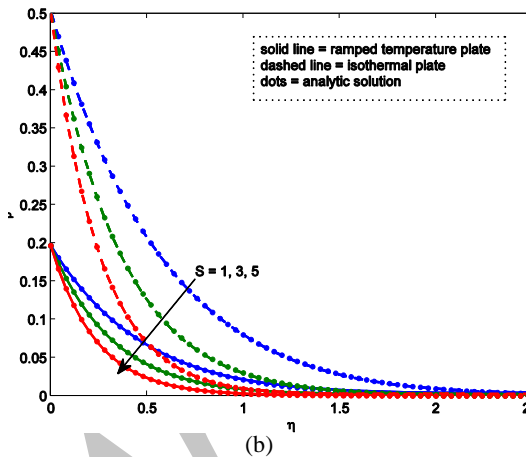 0.5
0.45
0.4
0.35
0.3
0.25
0.2
0.15
0.1
0.05
0
solid line = ramped temperature plate
dashed line = isothermal plate
dots = analytic solution
S = 1, 3, 5
0 0.5 1 1.5 2
η
(b)